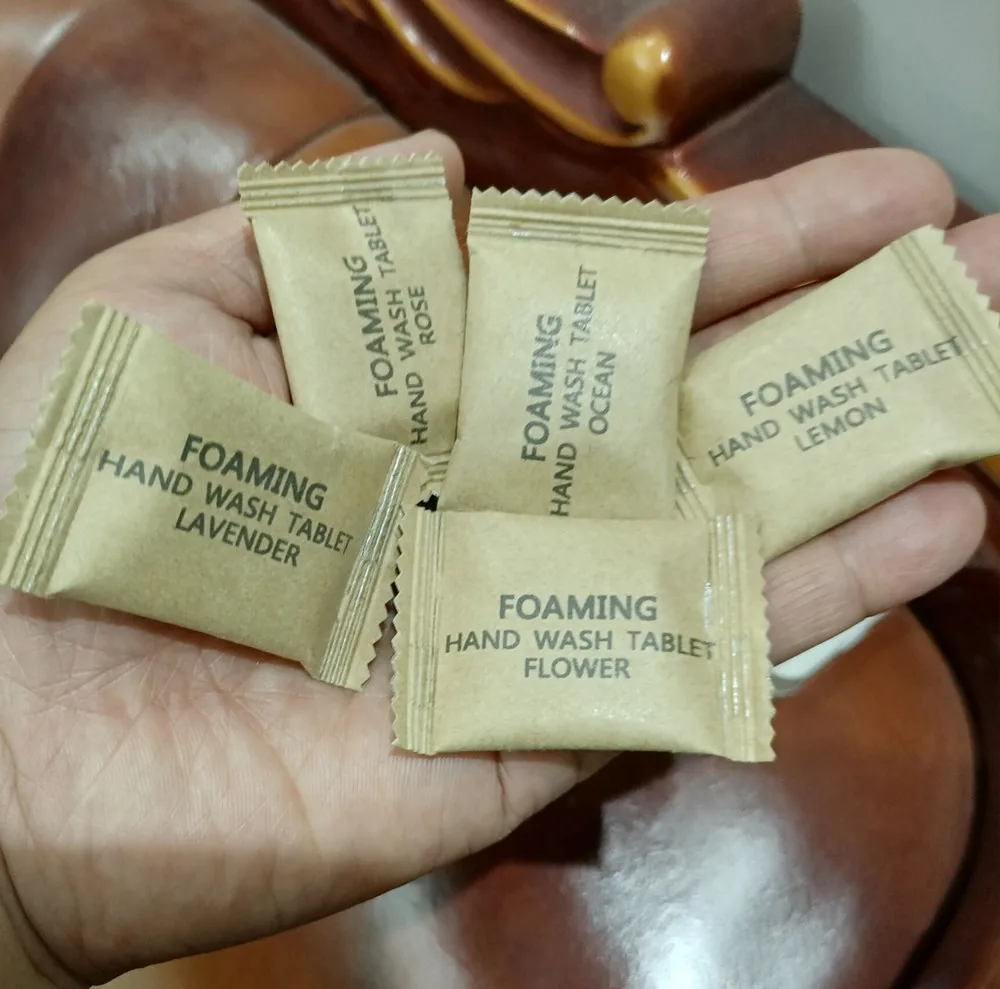 FOAMING
HAND WASH TABLET
ROSE
FOAMING
HAND WASH TABLET
OCEAN
FOAMING
HAND WASH TABLET
LEMON
FOAMING
HAND WASH TABLET
LAVENDER
FOAMING
HAND WASH TABLET
FLOWER